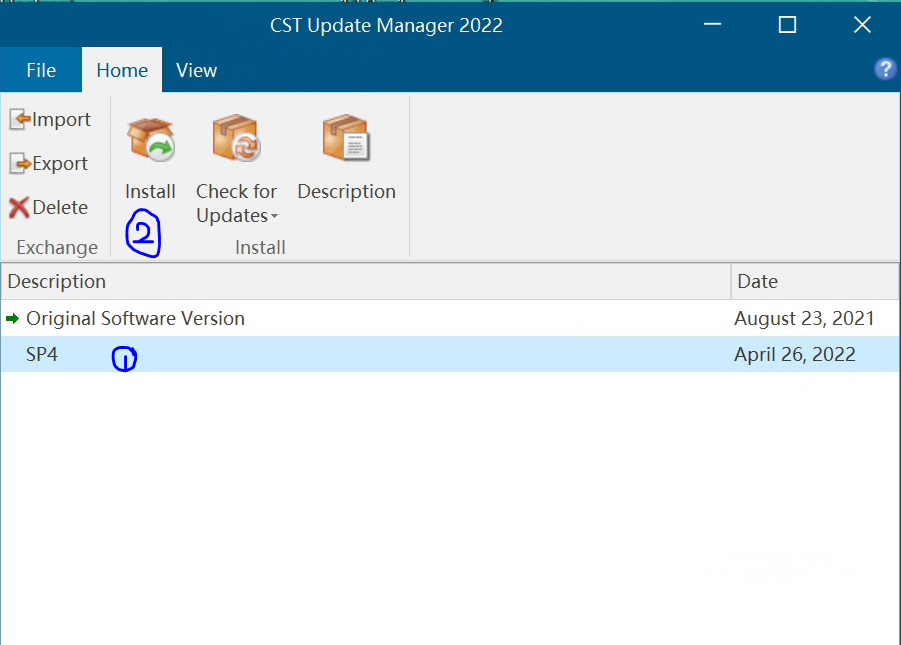 CST Update Manager 2022
File Home View
?
Import
Export
Delete
Exchange
Install
Check for
Updates
Description
Install
2
Description Date
Original Software Version August 23, 2021
SP4 April 26, 2022
1